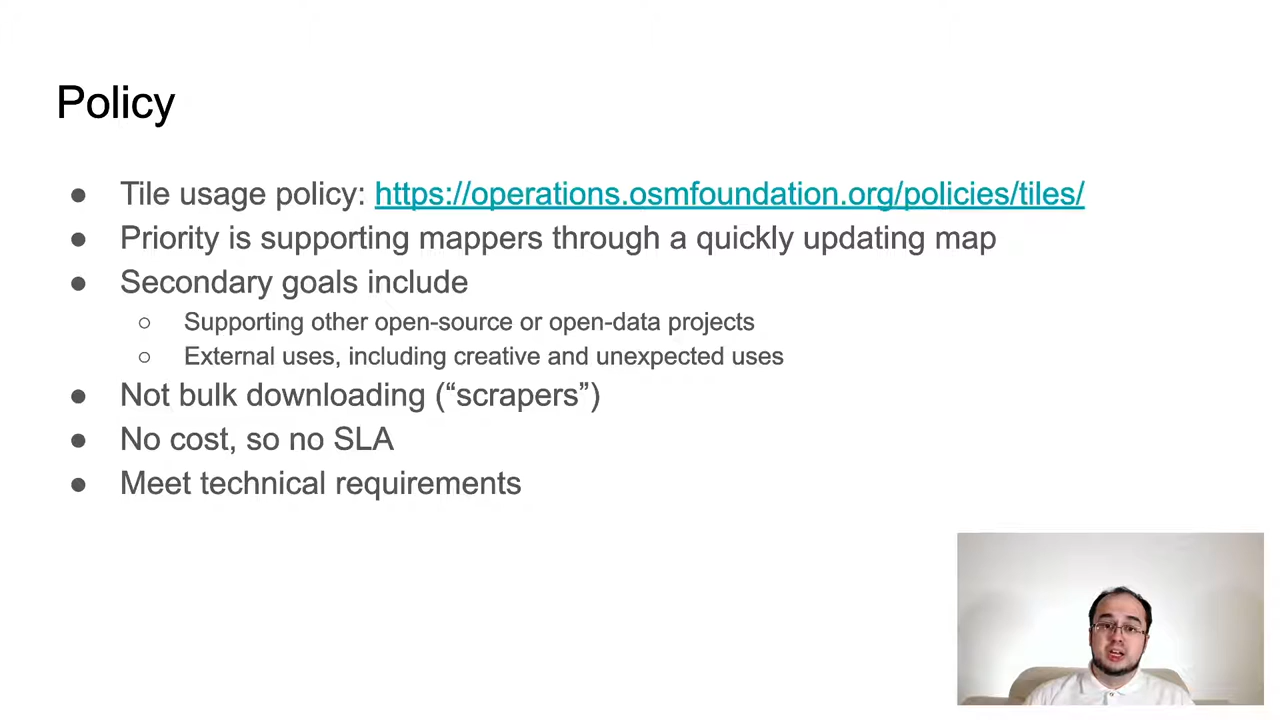 Policy
● Tile usage policy: https://operations.osmfoundation.org/policies/tiles/
● Priority is supporting mappers through a quickly updating map
● Secondary goals include
○ Supporting other open-source or open-data projects
○ External uses, including creative and unexpected uses
● Not bulk downloading (“scrapers”)
● No cost, so no SLA
● Meet technical requirements